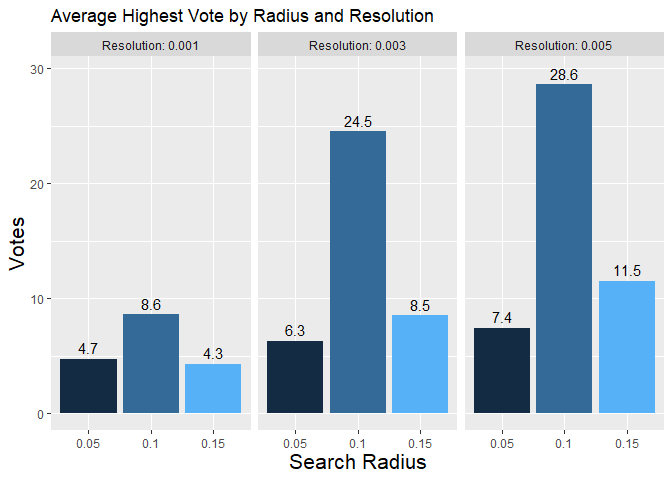 Average Highest Vote by Radius and Resolution
Resolution: 0.001 Resolution: 0.003 Resolution: 0.005
30
20
10
0
Votes
4.7 8.6 4.3
6.3 24.5 8.5
7.4 28.6 11.5
0.05 0.1 0.15 0.05 0.1 0.15 0.05 0.1 0.15
Search Radius